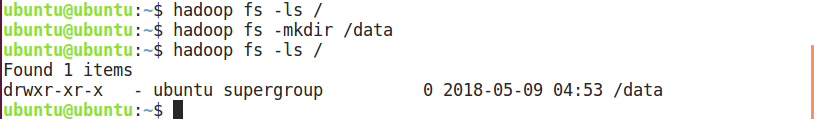 ubuntu@ubuntu:~$ hadoop fs -ls /
ubuntu@ubuntu:~$ hadoop fs -mkdir /data
ubuntu@ubuntu:~$ hadoop fs -ls /
Found 1 items
drwxr-xr-x   - ubuntu supergroup          0 2018-05-09 04:53 /data
ubuntu@ubuntu:~$